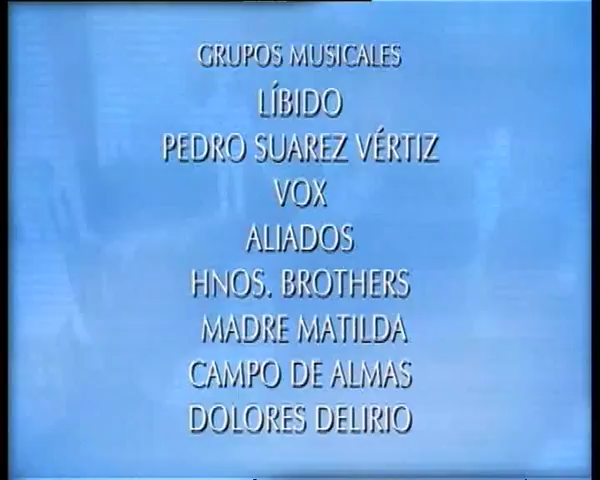 GRUPOS MUSICALES
LÍBIDO
PEDRO SUAREZ VÉRTIZ
VOX
ALIADOS
HNOS. BROTHERS
MADRE MATILDA
CAMPO DE ALMAS
DOLORES DELIRIO